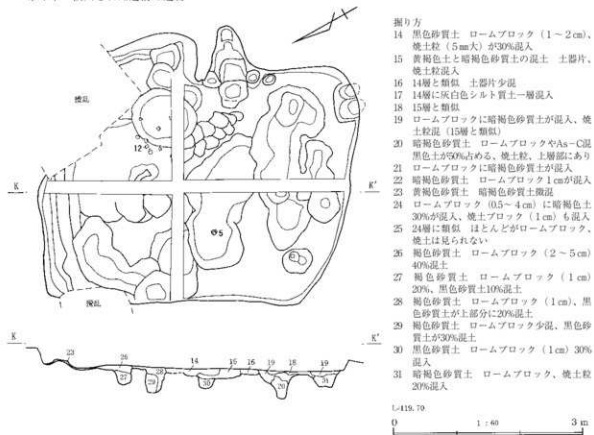 掘り方
14 黒色砂質土 ロームブロック(1~2㎝)、
焼土粒(5㎜大)が30%混入
15 黄褐色土と暗褐色砂質土の混土 土器片、
焼土粒混入
16 14層と類似 土器片少混
17 14層に灰白色シルト質土一層混入
18 15層と類似
19 ロームブロックに暗褐色砂質土が混入、焼
土粒混(15層と類似)
20 暗褐色砂質土 ロームブロックやAs-C混
黒色土が50%占める、焼土粒、上層部にあり
21 ロームブロックに暗褐色砂質土が混入
22 暗褐色砂質土 ロームブロック1㎝が混入
23 黄褐色砂質土 暗褐色砂質土微混
24 ロームブロック(0.5~4㎝)に暗褐色土
30%が混入、焼土ブロック(1㎝)も混入
25 24層に類似 ほとんどがロームブロック、
焼土は見られない
26 褐色砂質土 ロームブロック(2~5㎝)
40%混土
27 褐色砂質土 ロームブロック(1㎝)
20%、黒色砂質土10%混土
28 褐色砂質土 ロームブロック(1㎝)、黒
色砂質土が上部分に20%混土
29 褐色砂質土 ロームブロック少混、黒色砂
質土が30%混土
30 黒色砂質土 ロームブロック(1㎝)30%
混入
31 暗褐色砂質土 ロームブロック、焼土粒
20%混入
撹乱
12
5
K
K'
5
撹乱
K
K'
23
26
14
15
16
19
18
19
27
29
28
30
20
31
L=119.70
0
1:60
3m